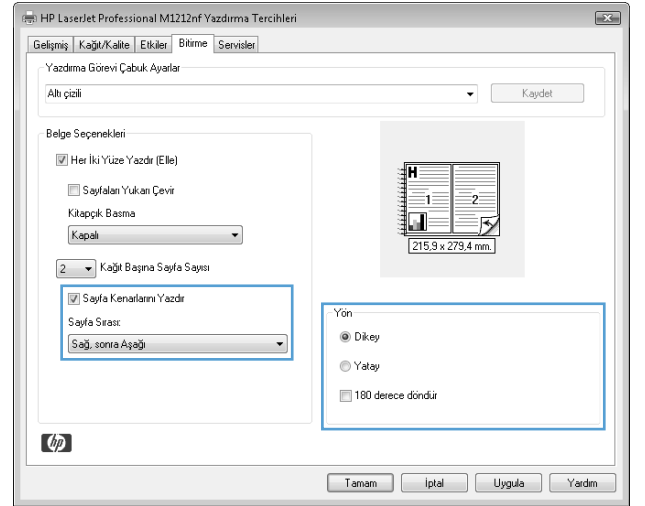 HP LaserJet Professional M1212nf Yazdırma Tercihleri
Gelişmiş Kağıt/Kalite Etkiler Bitirme Servisler
Yazdırma Görevi Çabuk Ayarlar
Altı çizili
Kaydet
Belge Seçenekleri
Her İki Yüze Yazdır (Elle)
Sayfaları Yukarı Çevir
Kitapçık Basma
Kapalı
2 Kağıt Başına Sayfa Sayısı
Sayfa Kenarlarını Yazdır
Sayfa Sırası:
Sağ, sonra Aşağı
H
1 2
215,9 x 279,4 mm.
Yön
Dikey
Yatay
180 derece döndür
hp
Tamam İptal Uygula Yardım